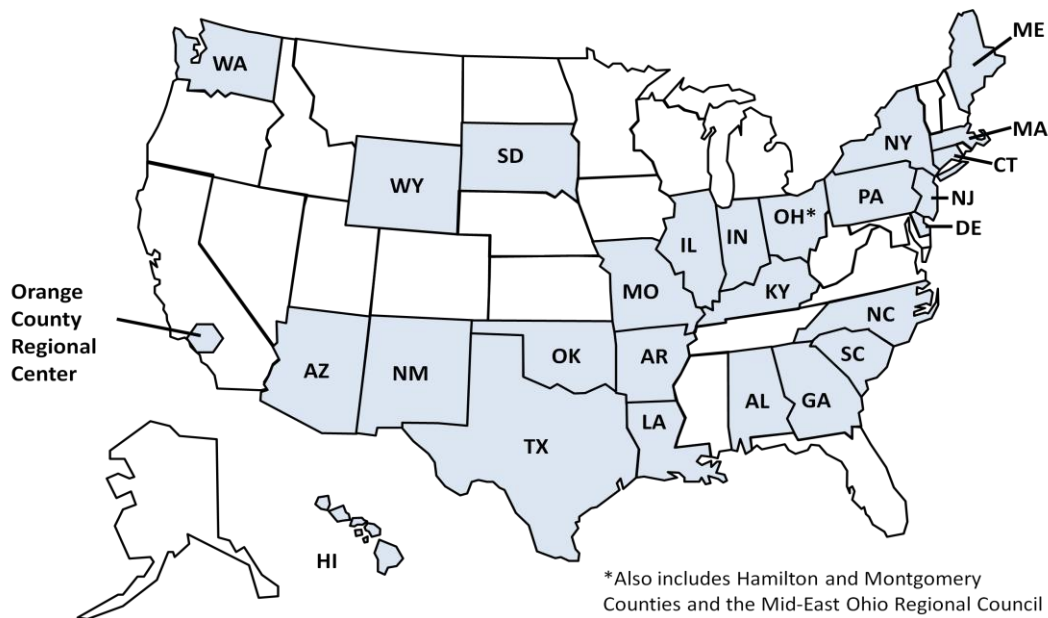 ME
WA
MA
NY
SD
CT
WY
PA
NJ
OH*
DE
IL
IN
Orange
County
Regional
Center
MO
KY
NC
OK
AR
SC
AZ
NM
AL
GA
LA
TX
HI
*Also includes Hamilton and Montgomery
Counties and the Mid-East Ohio Regional Council